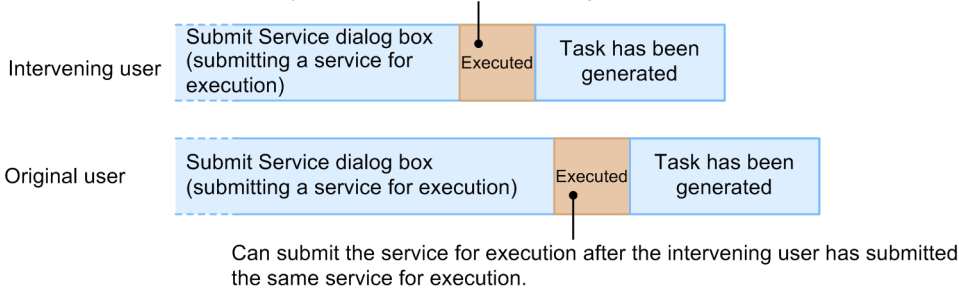 Submit Service dialog box
(submitting a service for
execution)
Intervening user
Executed
Task has been
generated
Submit Service dialog box
(submitting a service for execution)
Original user
Executed
Task has been
generated
Can submit the service for execution after the intervening user has submitted
the same service for execution.